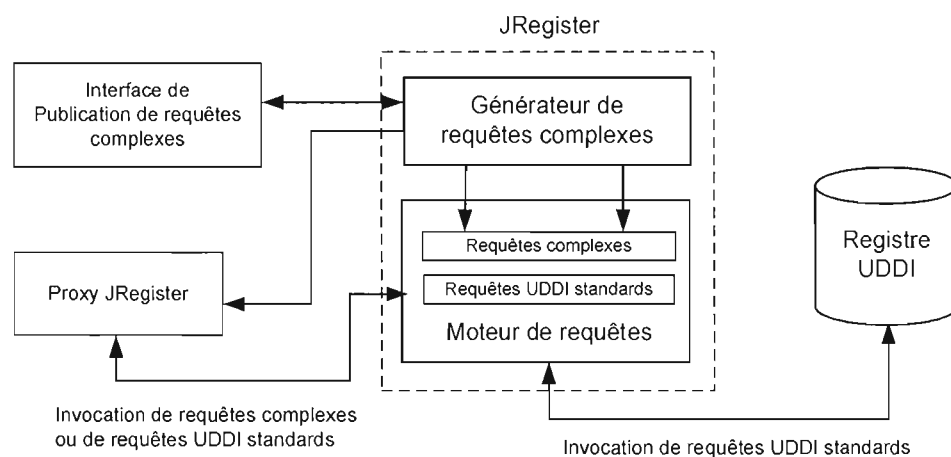 JRegister
Interface de
Publication de requêtes
complexes
Générateur de
requêtes complexes
Requêtes complexes
Requêtes UDDI standards
Moteur de requêtes
Registre
UDDI
Proxy JRegister
Invocation de requêtes complexes
ou de requêtes UDDI standards
Invocation de requêtes UDDI standards